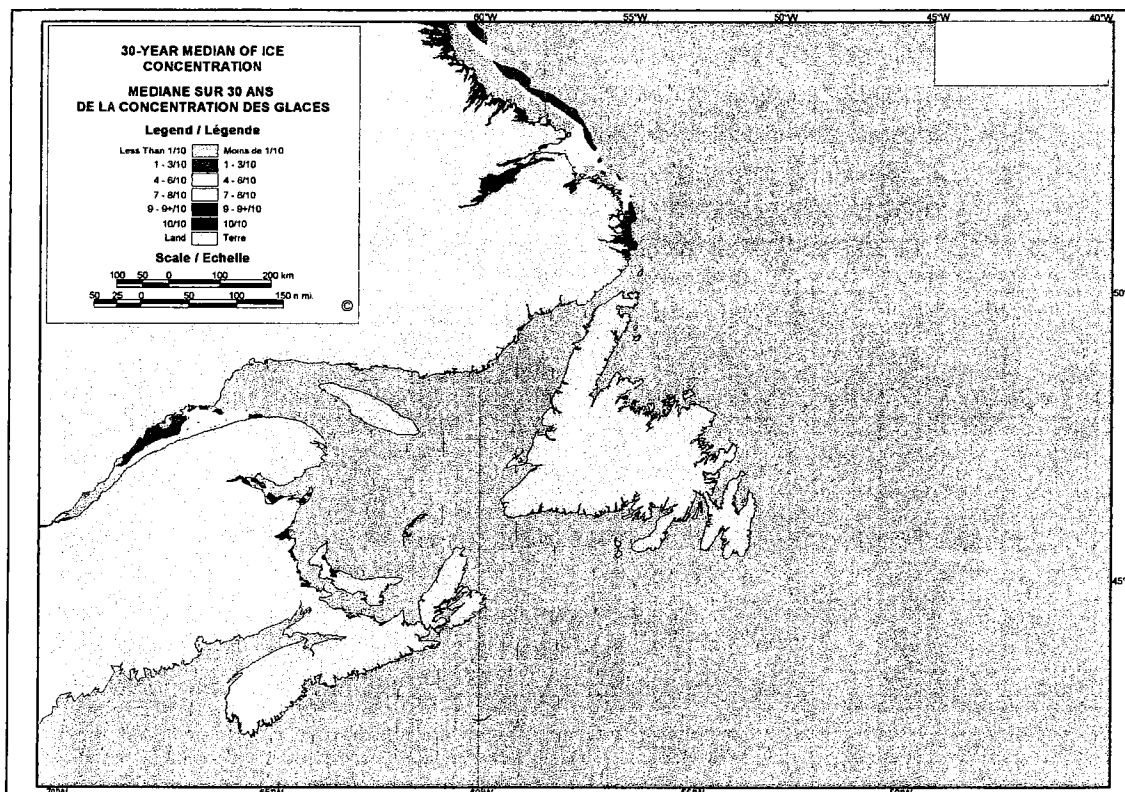 60°W 55°W 50°W 45°W 40°W
30-YEAR MEDIAN OF ICE
CONCENTRATION
MEDIANE SUR 30 ANS
DE LA CONCENTRATION DES GLACES
Legend / Légende
Less Than 1/10 Moins de 1/10
1 - 3/10 1 - 3/10
4 - 6/10 4 - 6/10
7 - 8/10 7 - 8/10
9 - 9+/10 9 - 9+/10
10/10 10/10
Land Terre
Scale / Echelle
100 50 0 100 200 km
50 25 0 50 100 150 n mi.
©
50°
45°